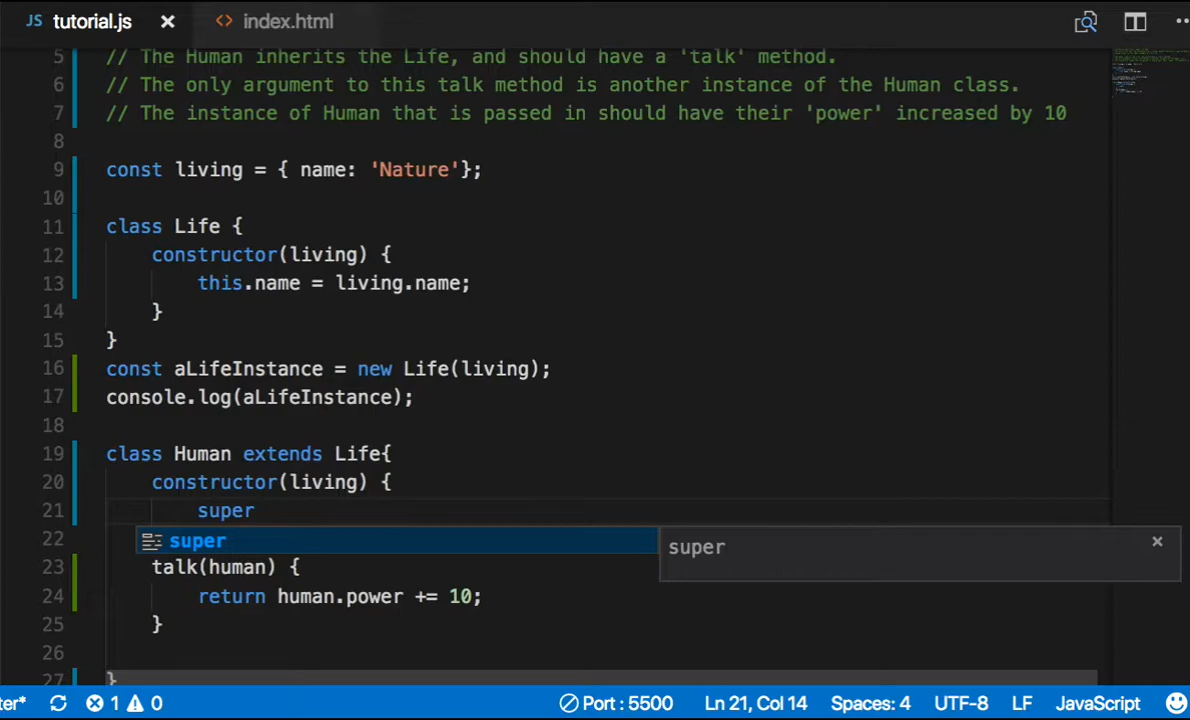 JS tutorial.js × <> index.html
5 // The Human inherits the Life, and should have a 'talk' method.
6 // The only argument to this talk method is another instance of the Human class.
7 // The instance of Human that is passed in should have their 'power' increased by 10
8
9 const living = { name: 'Nature'};
10
11 class Life {
12 constructor(living) {
13 this.name = living.name;
14 }
15 }
16 const aLifeInstance = new Life(living);
17 console.log(aLifeInstance);
18
19 class Human extends Life{
20 constructor(living) {
21 super
22 super super ×
23 talk(human) {
24 return human.power += 10;
25 }
26
27 }
ter* 1 0 Port : 5500 Ln 21, Col 14 Spaces: 4 UTF-8 LF JavaScript